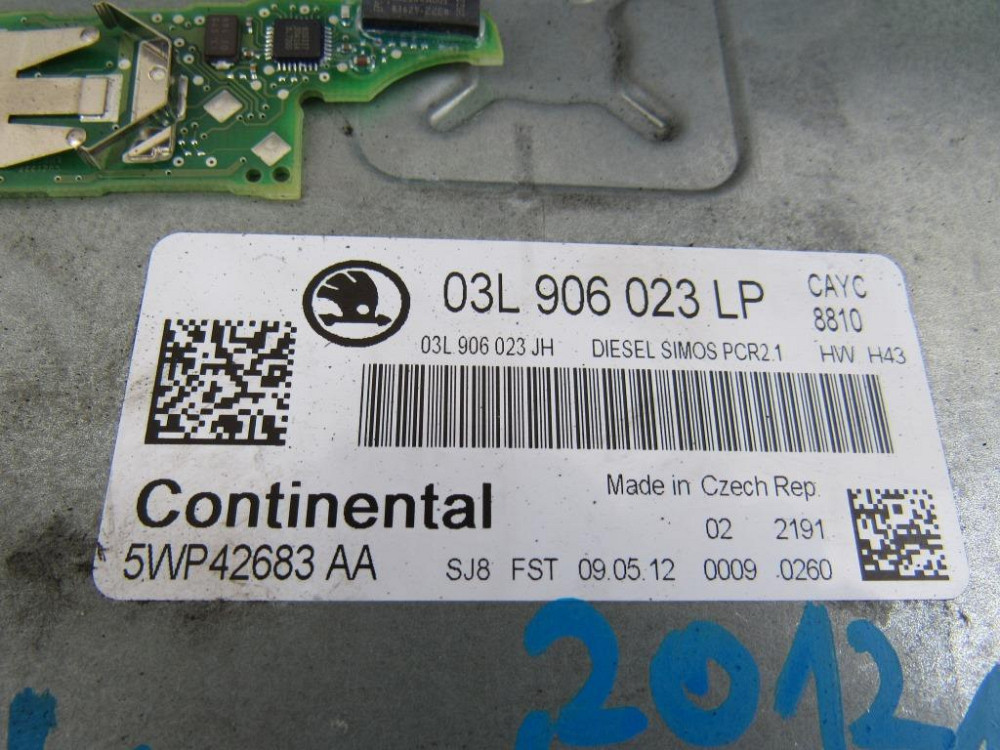 03L 906 023 LP
CAYC
8810
03L 906 023 JH DIESEL SIMOS PCR2.1 HW H43
Continental
Made in Czech Rep
02 2191
5WP42683 AA
SJ8 FST 09.05.12 0009 0260
2012